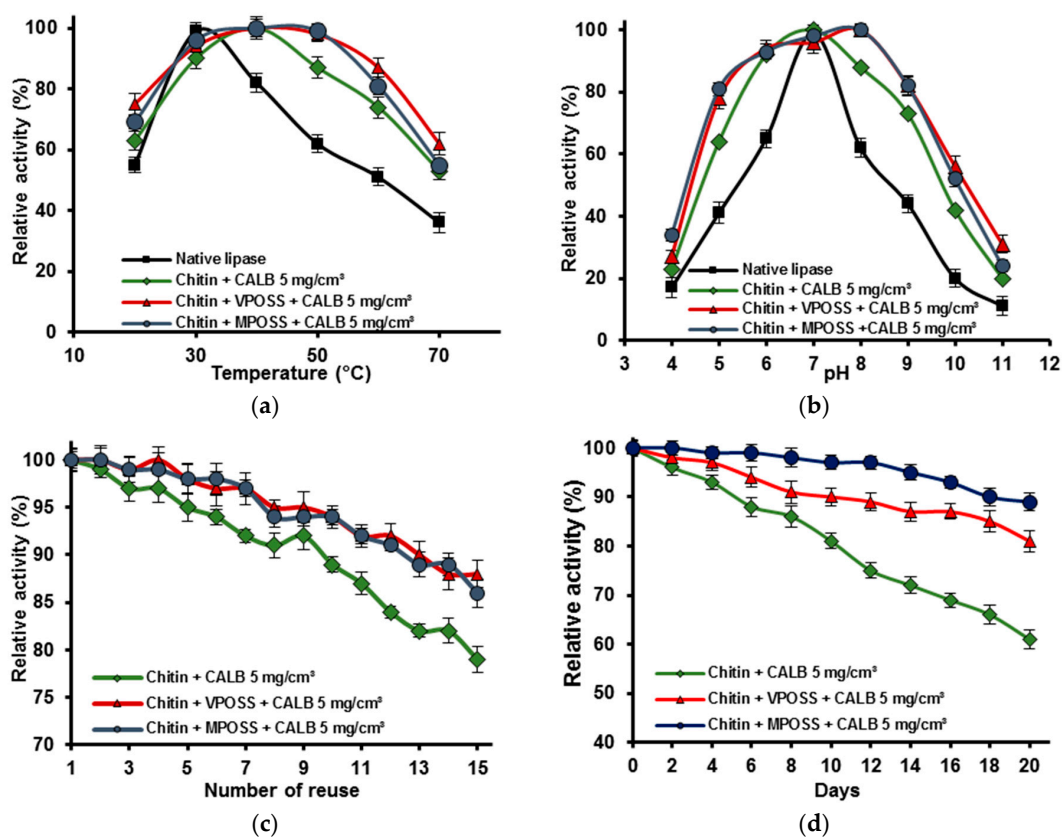 100
80
60
40
20
0
Relative activity (%)
Native lipase
Chitin + CALB 5 mg/cm³
Chitin + VPOSS + CALB 5 mg/cm³
Chitin + MPOSS + CALB 5 mg/cm³
10 30 50 70
Temperature (°C)
(a)
100
80
60
40
20
0
Relative activity (%)
Native lipase
Chitin + CALB 5 mg/cm³
Chitin + VPOSS + CALB 5 mg/cm³
Chitin + MPOSS +CALB 5 mg/cm³
3 4 5 6 7 8 9 10 11 12
pH
(b)
100
95
90
85
80
75
70
Relative activity (%)
Chitin + CALB 5 mg/cm³
Chitin + VPOSS + CALB 5 mg/cm³
Chitin + MPOSS + CALB 5 mg/cm³
1 3 5 7 9 11 13 15
Number of reuse
(c)
100
90
80
70
60
50
40
Relative activity (%)
Chitin + CALB 5 mg/cm³
Chitin + VPOSS + CALB 5 mg/cm³
Chitin + MPOSS + CALB 5 mg/cm³
0 2 4 6 8 10 12 14 16 18 20
Days
(d)